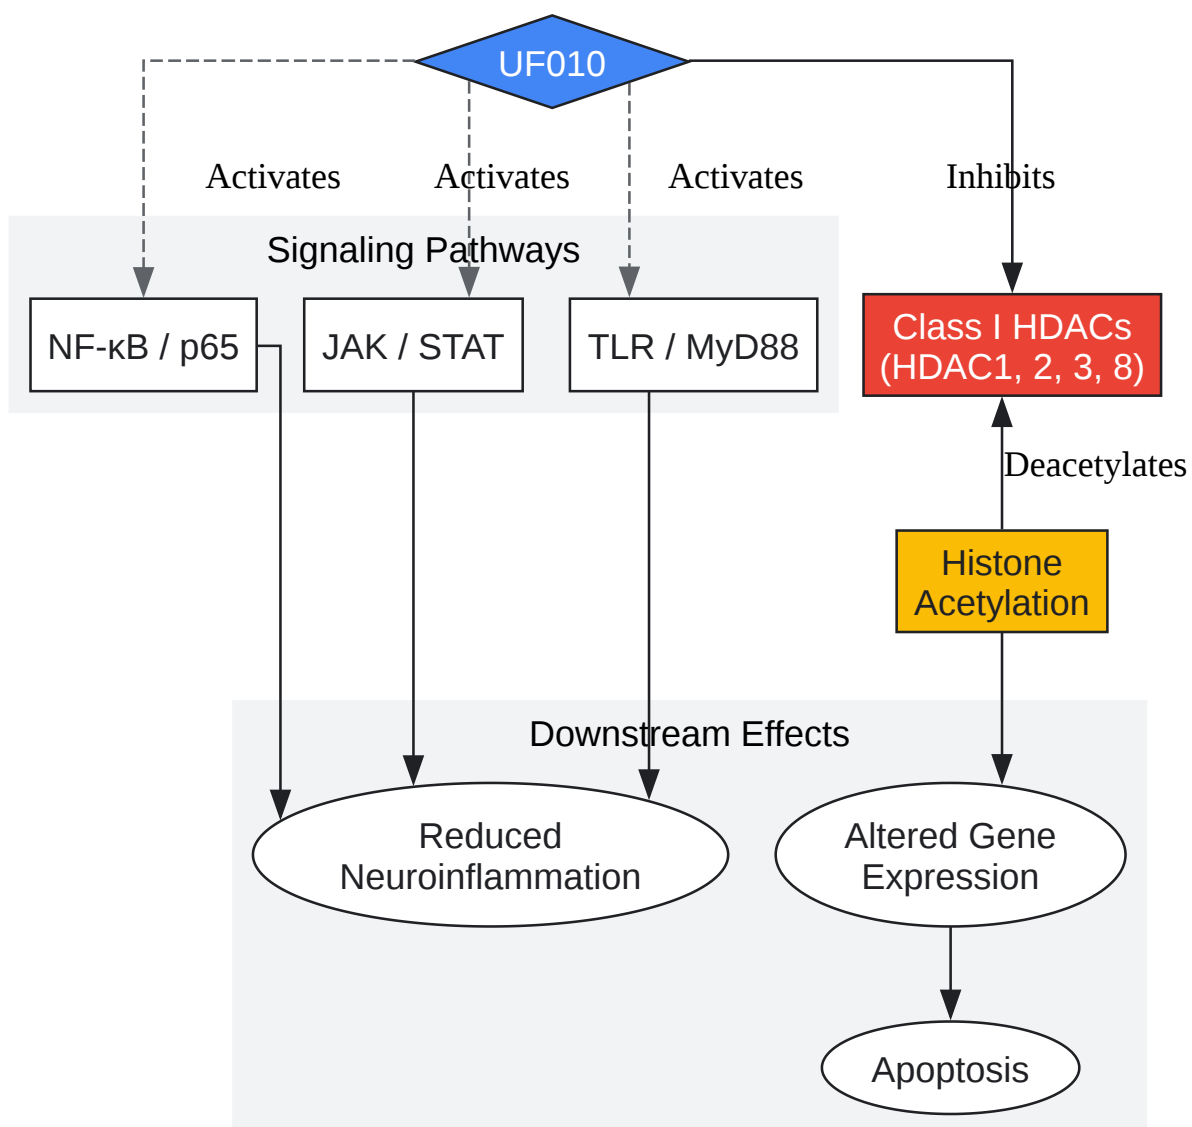 UF010
Activates
Activates
Activates
Inhibits
Signaling Pathways
NF-κB / p65
JAK / STAT
TLR / MyD88
Class I HDACs
(HDAC1, 2, 3, 8)
Deacetylates
Histone
Acetylation
Downstream Effects
Reduced
Neuroinflammation
Altered Gene
Expression
Apoptosis